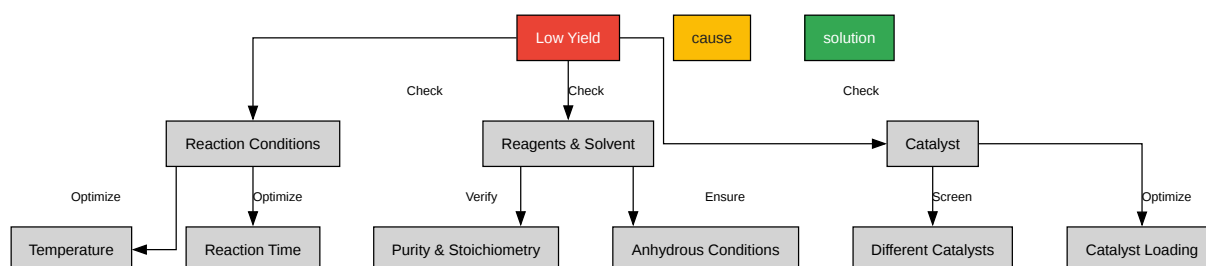 Low Yield
cause
solution
Check
Check
Check
Reaction Conditions
Reagents & Solvent
Catalyst
Optimize
Optimize
Verify
Ensure
Screen
Optimize
Temperature
Reaction Time
Purity & Stoichiometry
Anhydrous Conditions
Different Catalysts
Catalyst Loading